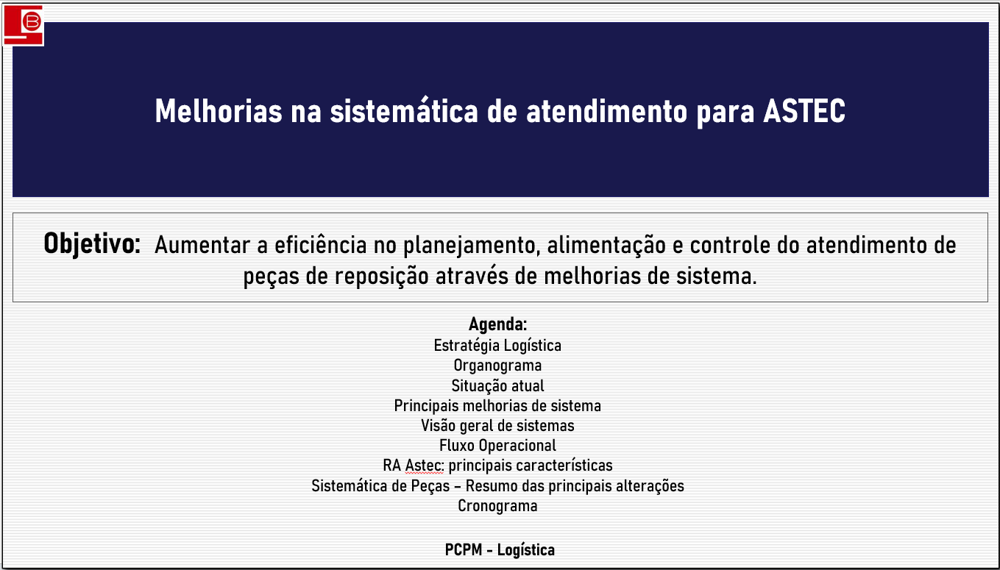 B
Melhorias na sistemática de atendimento para ASTEC
Objetivo: Aumentar a eficiência no planejamento, alimentação e controle do atendimento de
peças de reposição através de melhorias de sistema.
Agenda:
Estratégia Logística
Organograma
Situação atual
Principais melhorias de sistema
Visão geral de sistemas
Fluxo Operacional
RA Astec: principais características
Sistemática de Peças – Resumo das principais alterações
Cronograma
PCPM - Logística